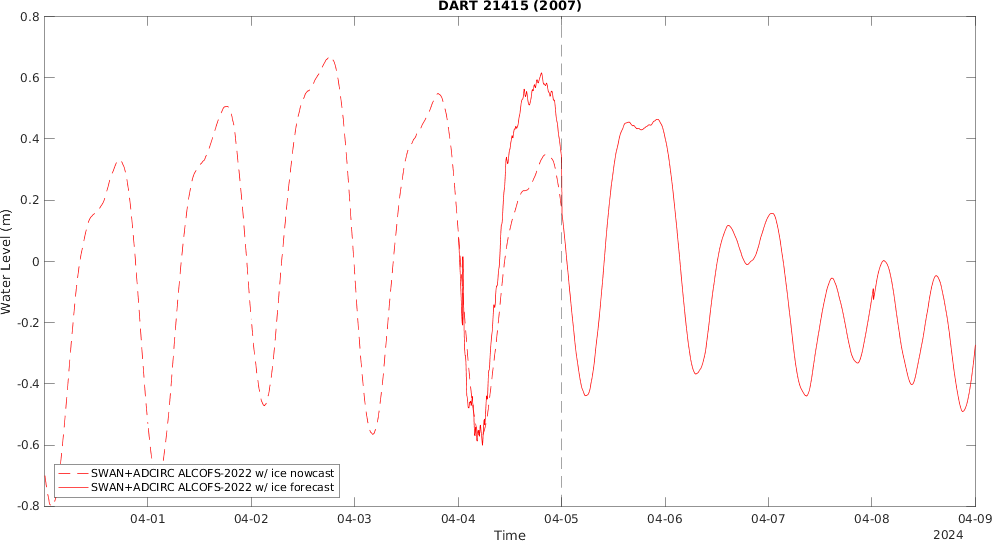 DART 21415 (2007)
0.8
0.6
0.4
0.2
0
-0.2
-0.4
-0.6
-0.8
Water Level (m)
SWAN+ADCIRC ALCOFS-2022 w/ ice nowcast
SWAN+ADCIRC ALCOFS-2022 w/ ice forecast
04-01 04-02 04-03 04-04 04-05 04-06 04-07 04-08 04-09
Time
2024